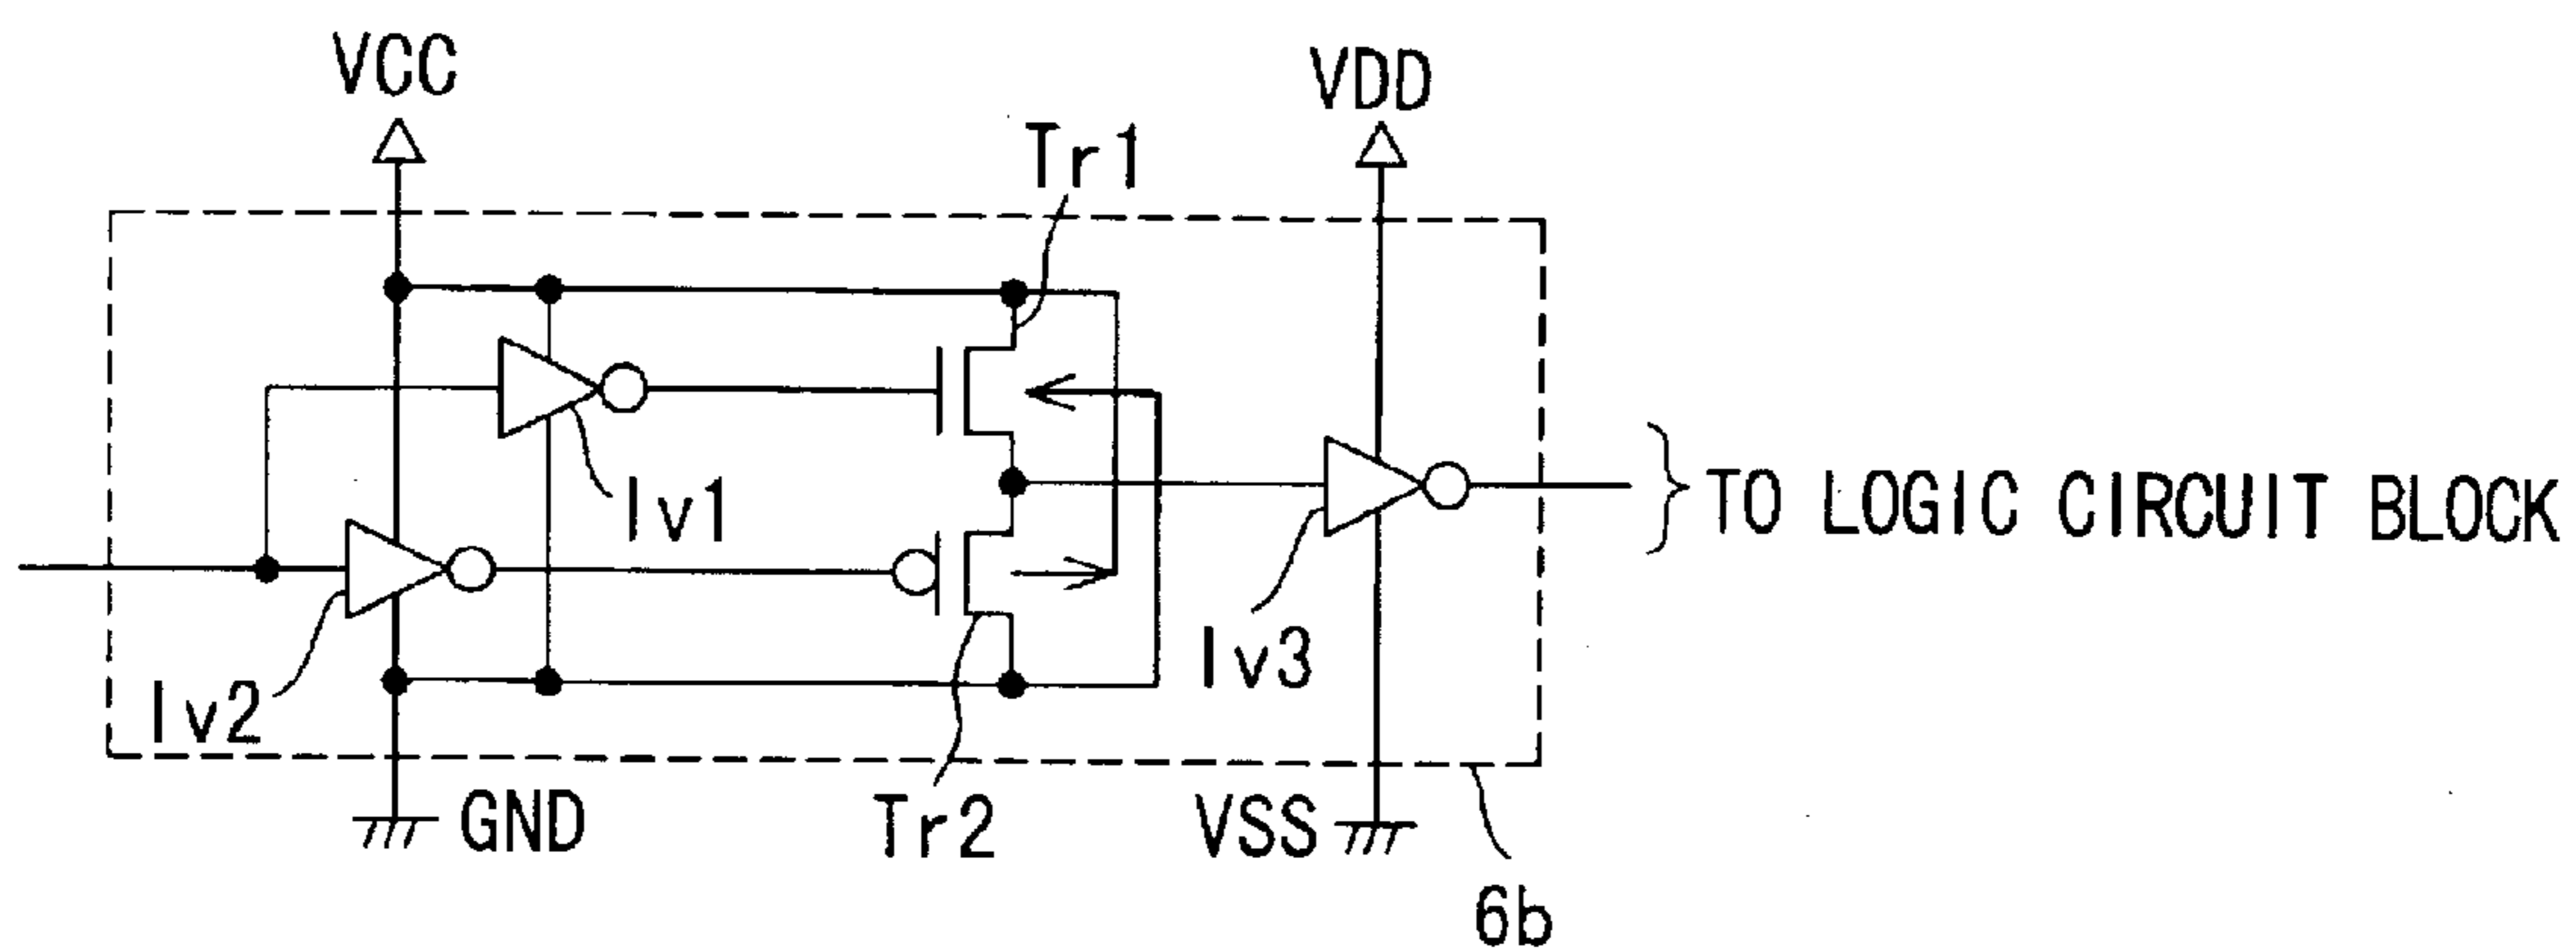 VCC
VDD
Tr1
Iv1
TO LOGIC CIRCUIT BLOCK
Iv2
Iv3
GND
Tr2
VSS
6b